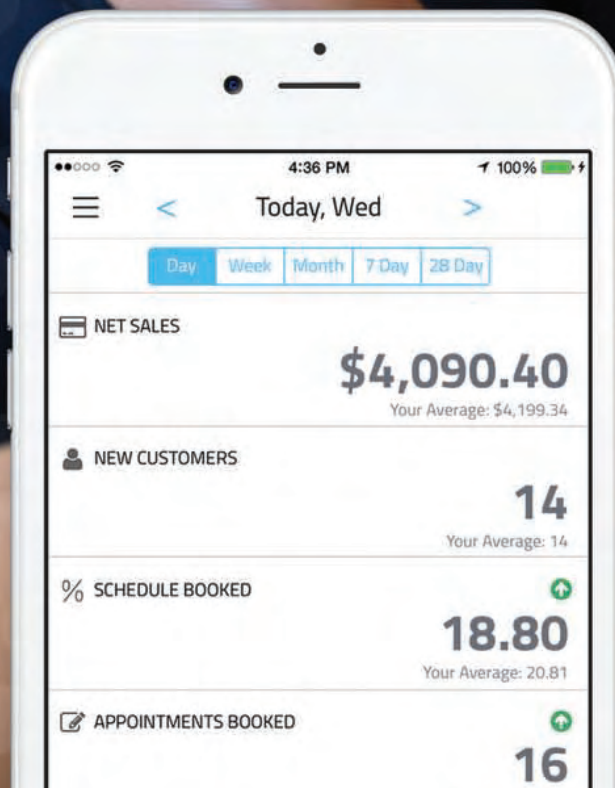 4:36 PM 100%
< Today, Wed >
Day Week Month 7 Day 28 Day
NET SALES
$4,090.40
Your Average: $4,199.34
NEW CUSTOMERS
14
Your Average: 14
% SCHEDULE BOOKED
18.80
Your Average: 20.81
APPOINTMENTS BOOKED
16